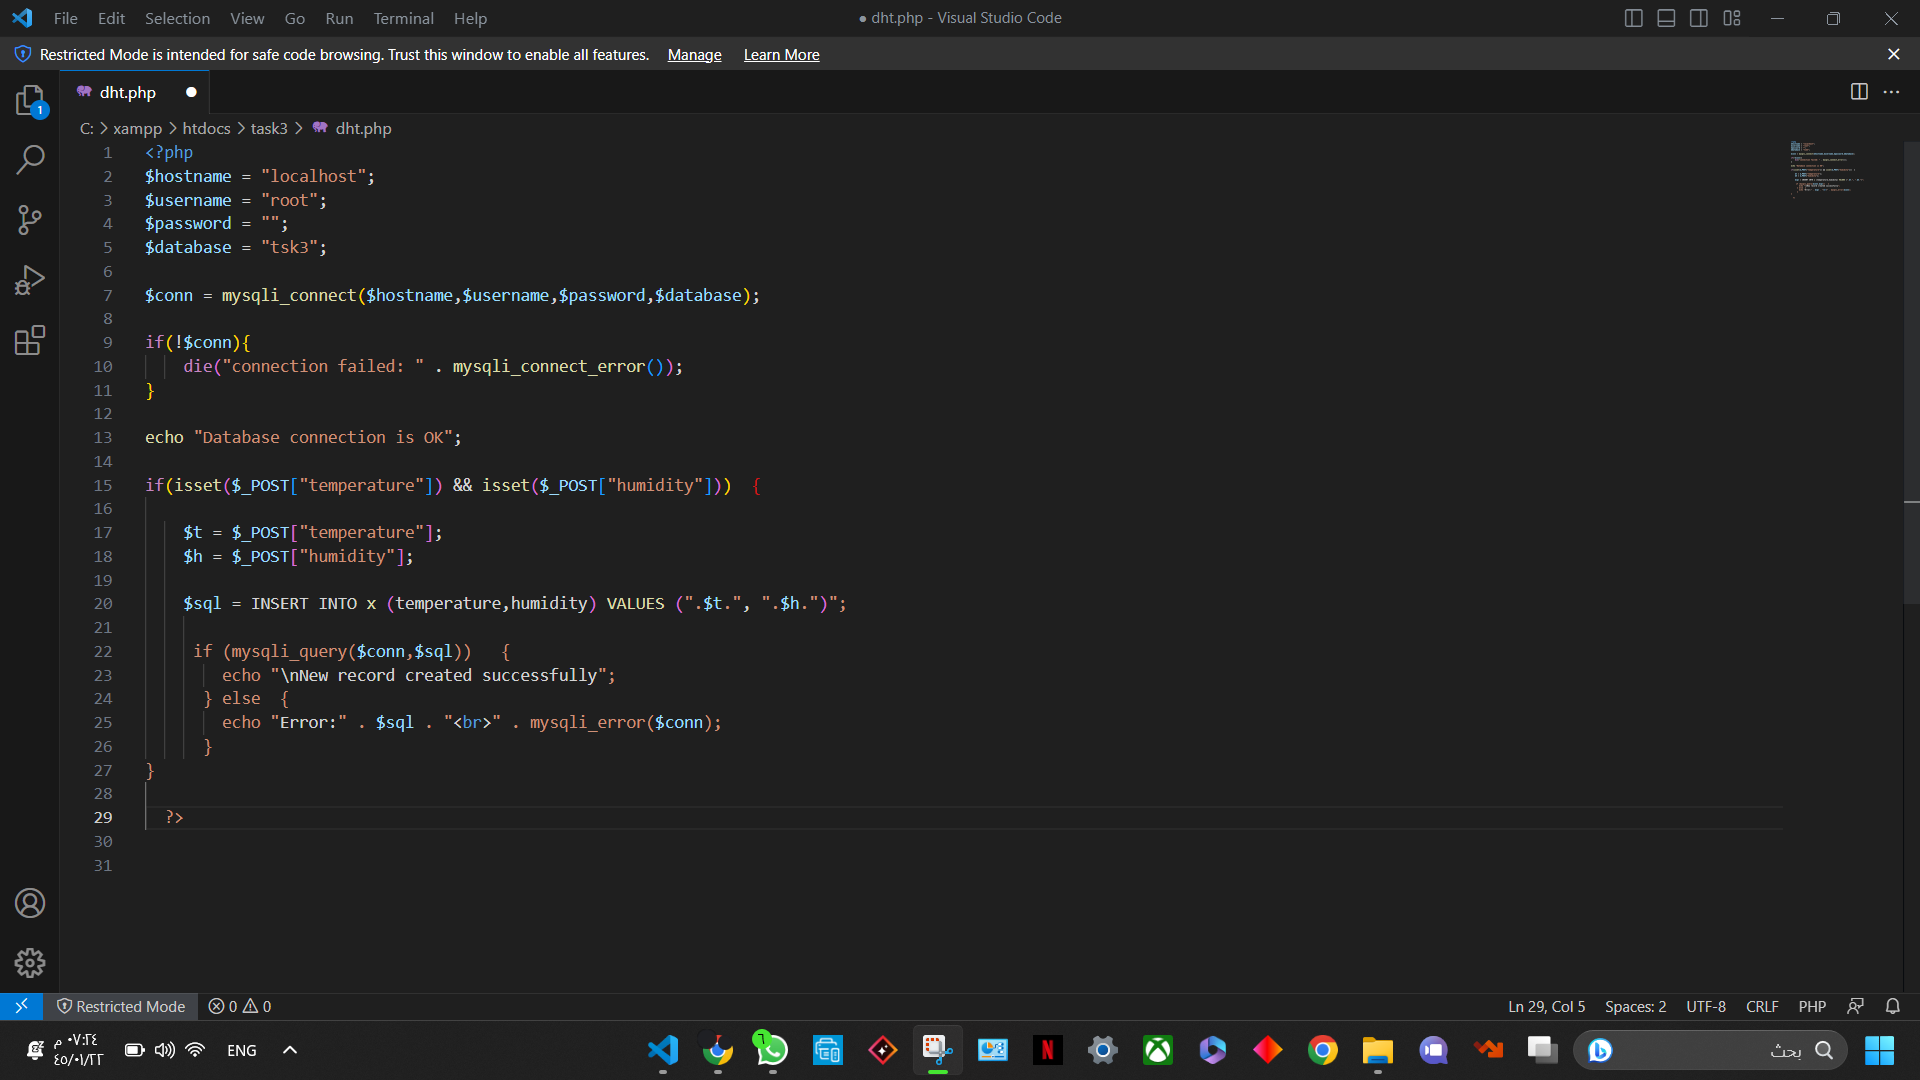 File Edit Selection View Go Run Terminal Help
● dht.php - Visual Studio Code
Restricted Mode is intended for safe code browsing. Trust this window to enable all features. Manage Learn More
1
dht.php
C: > xampp > htdocs > task3 > dht.php
1 <?php
2 $hostname = "localhost";
3 $username = "root";
4 $password = "";
5 $database = "tsk3";
6
7 $conn = mysqli_connect($hostname,$username,$password,$database);
8
9 if(!$conn){
10 die("connection failed: " . mysqli_connect_error());
11 }
12
13 echo "Database connection is OK";
14
15 if(isset($_POST["temperature"]) && isset($_POST["humidity"])) {
16
17 $t = $_POST["temperature"];
18 $h = $_POST["humidity"];
19
20 $sql = INSERT INTO x (temperature,humidity) VALUES (".$t.", ".$h.")";
21
22 if (mysqli_query($conn,$sql)) {
23 echo "\nNew record created successfully";
24 } else {
25 echo "Error:" . $sql . "<br>" . mysqli_error($conn);
26 }
27 }
28
29 ?>
30
31
Restricted Mode 0 0
Ln 29, Col 5 Spaces: 2 UTF-8 CRLF PHP
٠٧:٢٤ م
٤٥/٠١/٢٢
ENG
٦
N
بحث